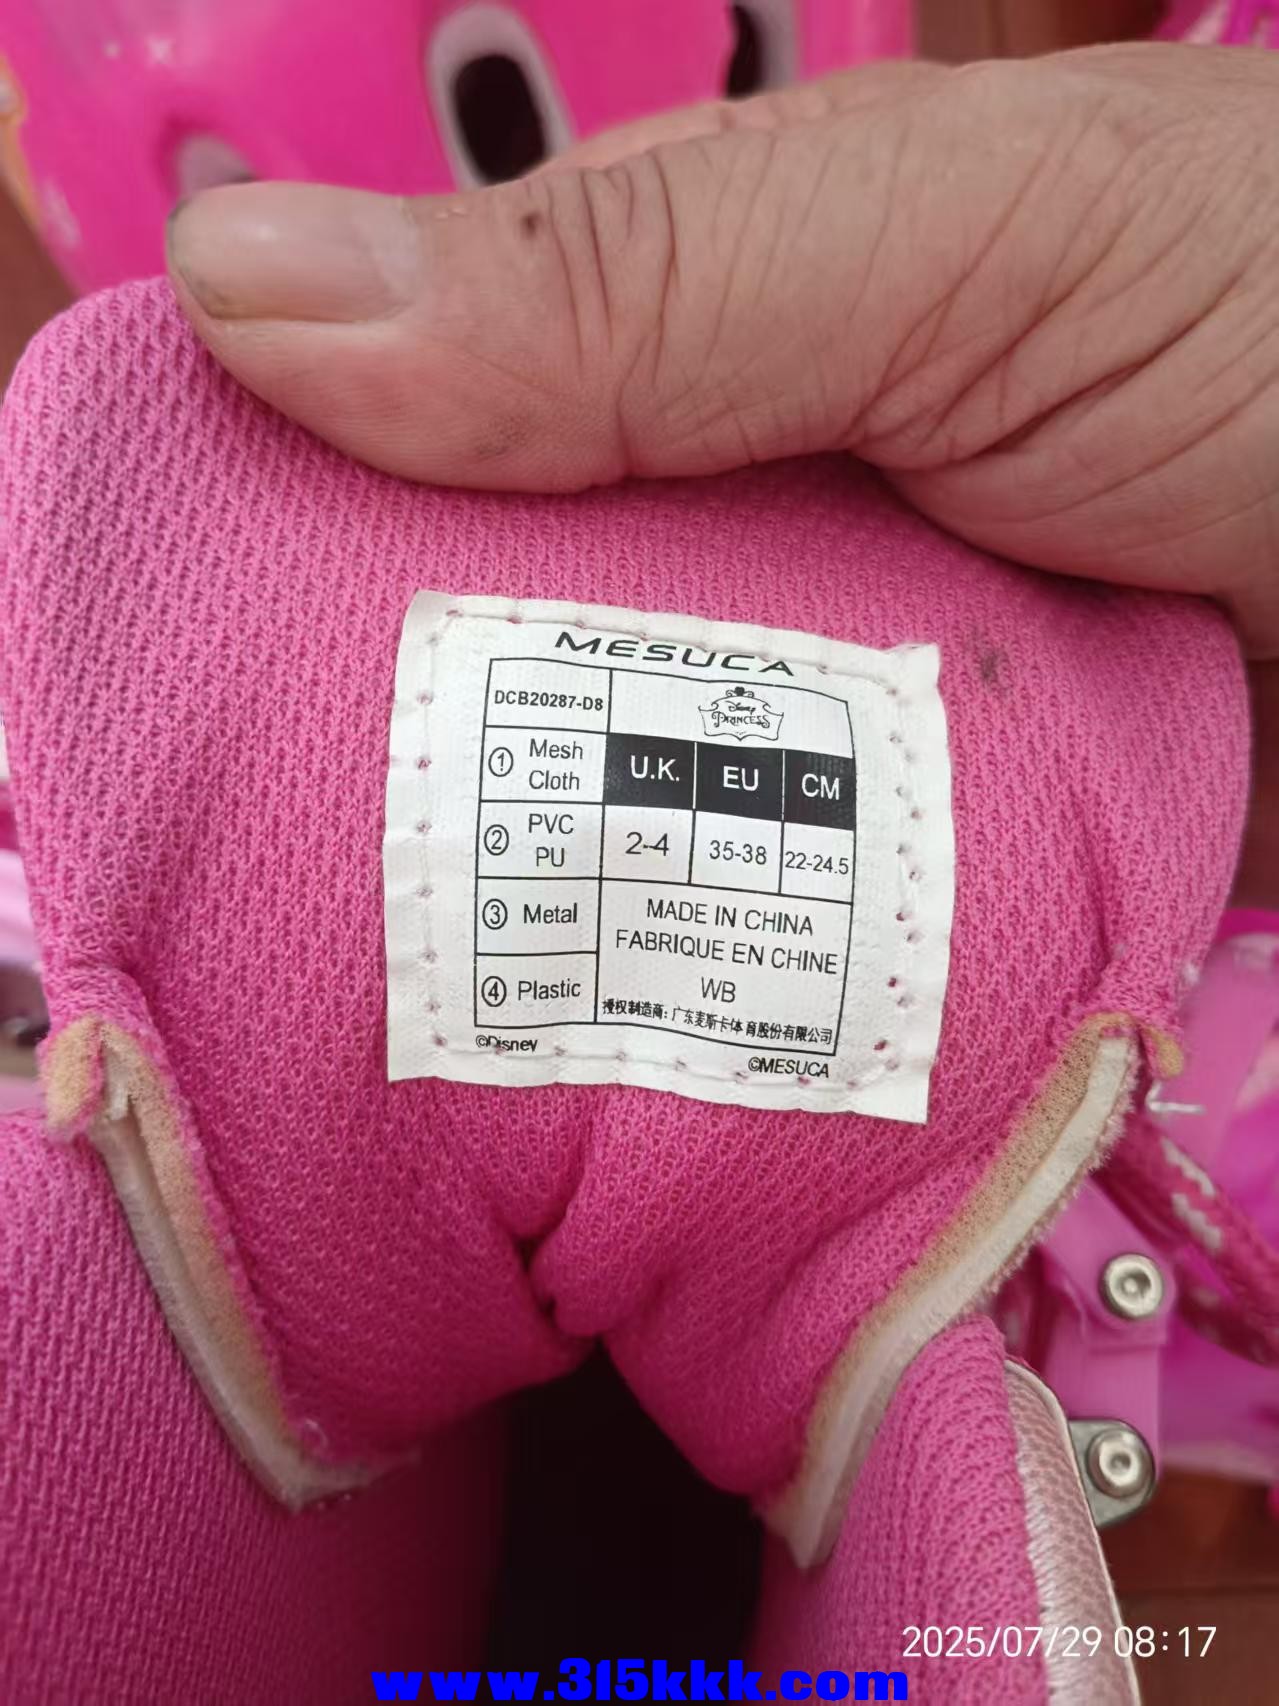 MESUCA
DCB20287-D8
Disney
PRINCESS
① Mesh
Cloth
U.K. EU CM
② PVC
PU
2-4 35-38 22-24.5
③ Metal
MADE IN CHINA
FABRIQUE EN CHINE
④ Plastic
WB
授权制造商：广东麦斯卡体育股份有限公司
©Disney
©MESUCA
2025/07/29 08:17
www.315kkk.com